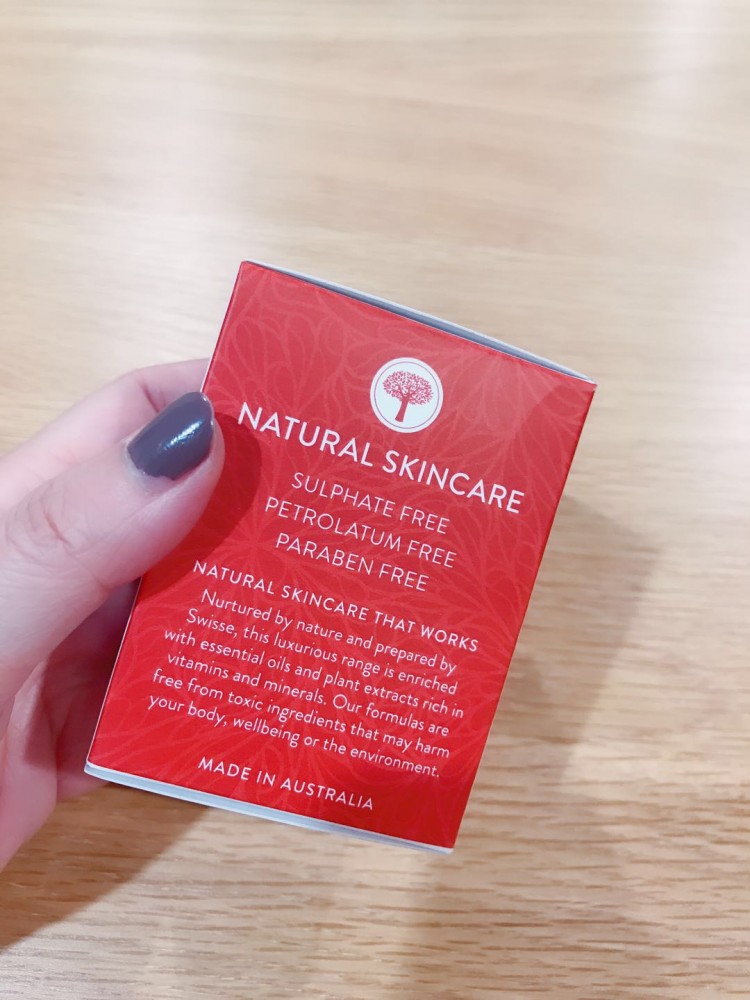 NATURAL SKINCARE
SULPHATE FREE
PETROLATUM FREE
PARABEN FREE
NATURAL SKINCARE THAT WORKS
Nurtured by nature and prepared by
Swisse, this luxurious range is enriched
with essential oils and plant extracts rich in
vitamins and minerals. Our formulas are
free from toxic ingredients that may harm
your body, wellbeing or the environment.
MADE IN AUSTRALIA